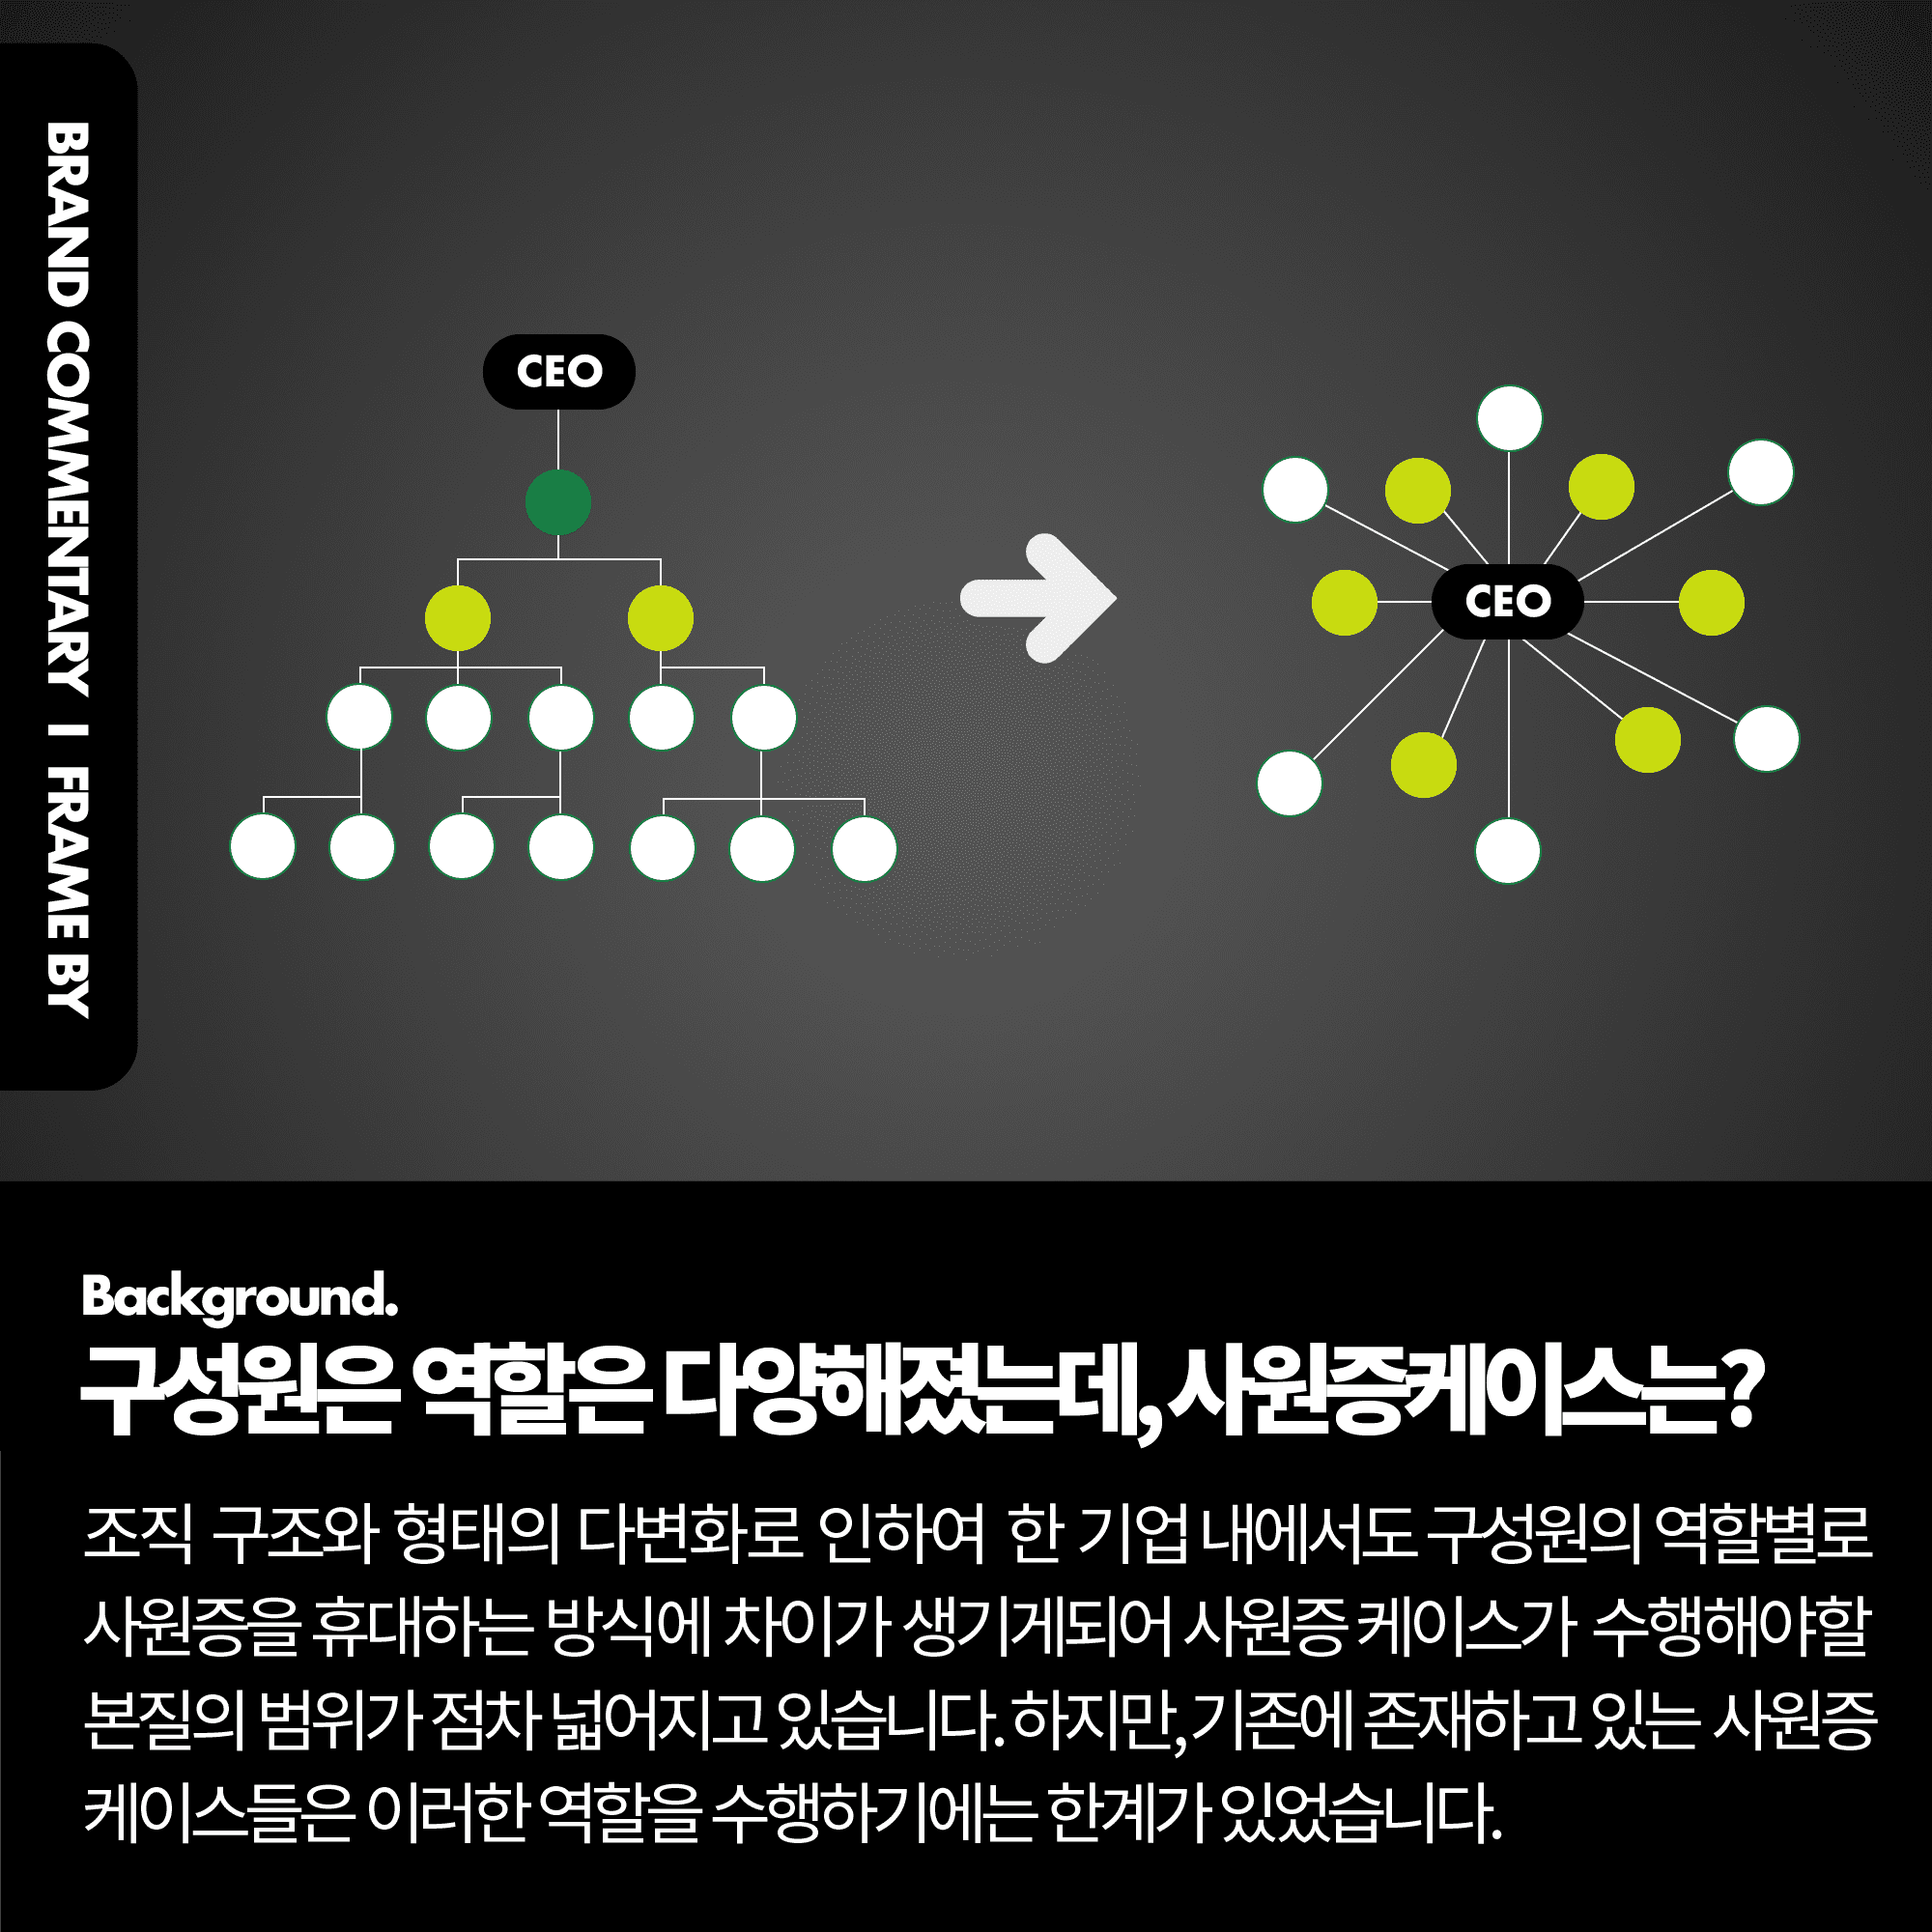 BRAND COMMENTARY I FRAME BY
CEO
CEO
Background.
구성원은 역할은 다양해졌는데, 사원증케이스는?
조직 구조와 형태의 다변화로 인하여 한 기업 내에서도 구성원의 역할별로
사원증을 휴대하는 방식에 차이가 생기게되어 사원증 케이스가 수행해야할
본질의 범위가 점차 넓어지고 있습니다. 하지만, 기존에 존재하고 있는 사원증
케이스들은 이러한 역할을 수행하기에는 한계가 있었습니다.